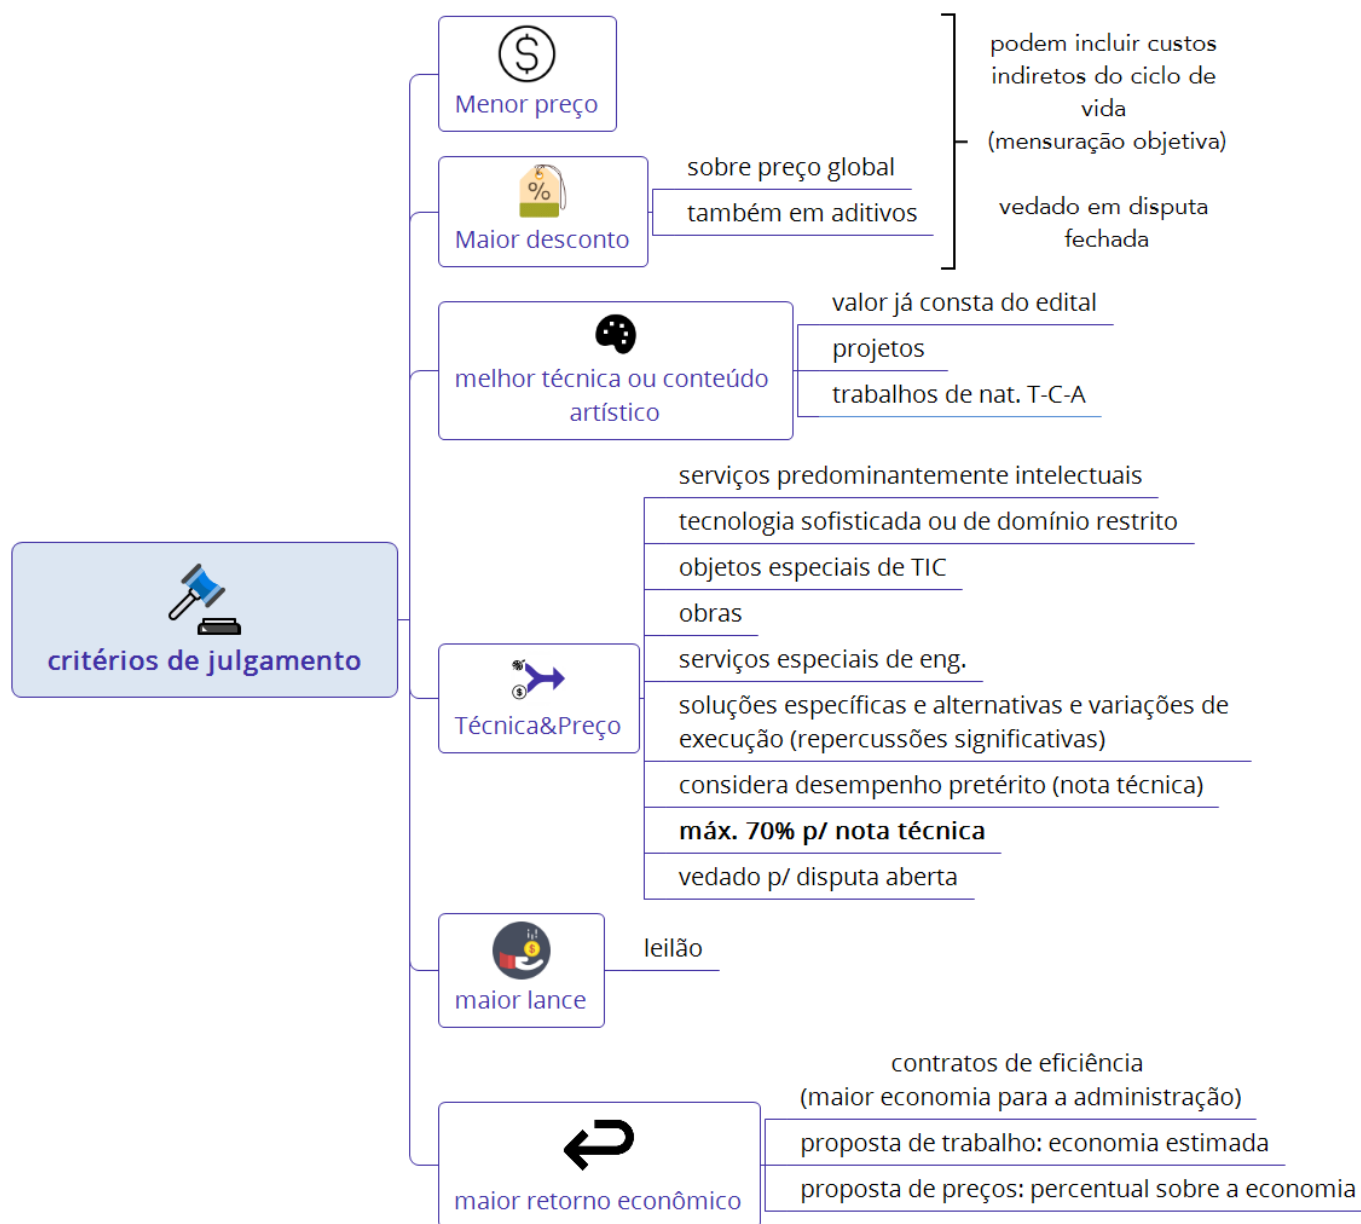 critérios de julgamento
Menor preço
Maior desconto
sobre preço global
também em aditivos
podem incluir custos
indiretos do ciclo de
vida
(mensuração objetiva)
vedado em disputa
fechada
melhor técnica ou conteúdo
artístico
valor já consta do edital
projetos
trabalhos de nat. T-C-A
Técnica&Preço
serviços predominantemente intelectuais
tecnologia sofisticada ou de domínio restrito
objetos especiais de TIC
obras
serviços especiais de eng.
soluções específicas e alternativas e variações de
execução (repercussões significativas)
considera desempenho pretérito (nota técnica)
máx. 70% p/ nota técnica
vedado p/ disputa aberta
maior lance
leilão
maior retorno econômico
contratos de eficiência
(maior economia para a administração)
proposta de trabalho: economia estimada
proposta de preços: percentual sobre a economia